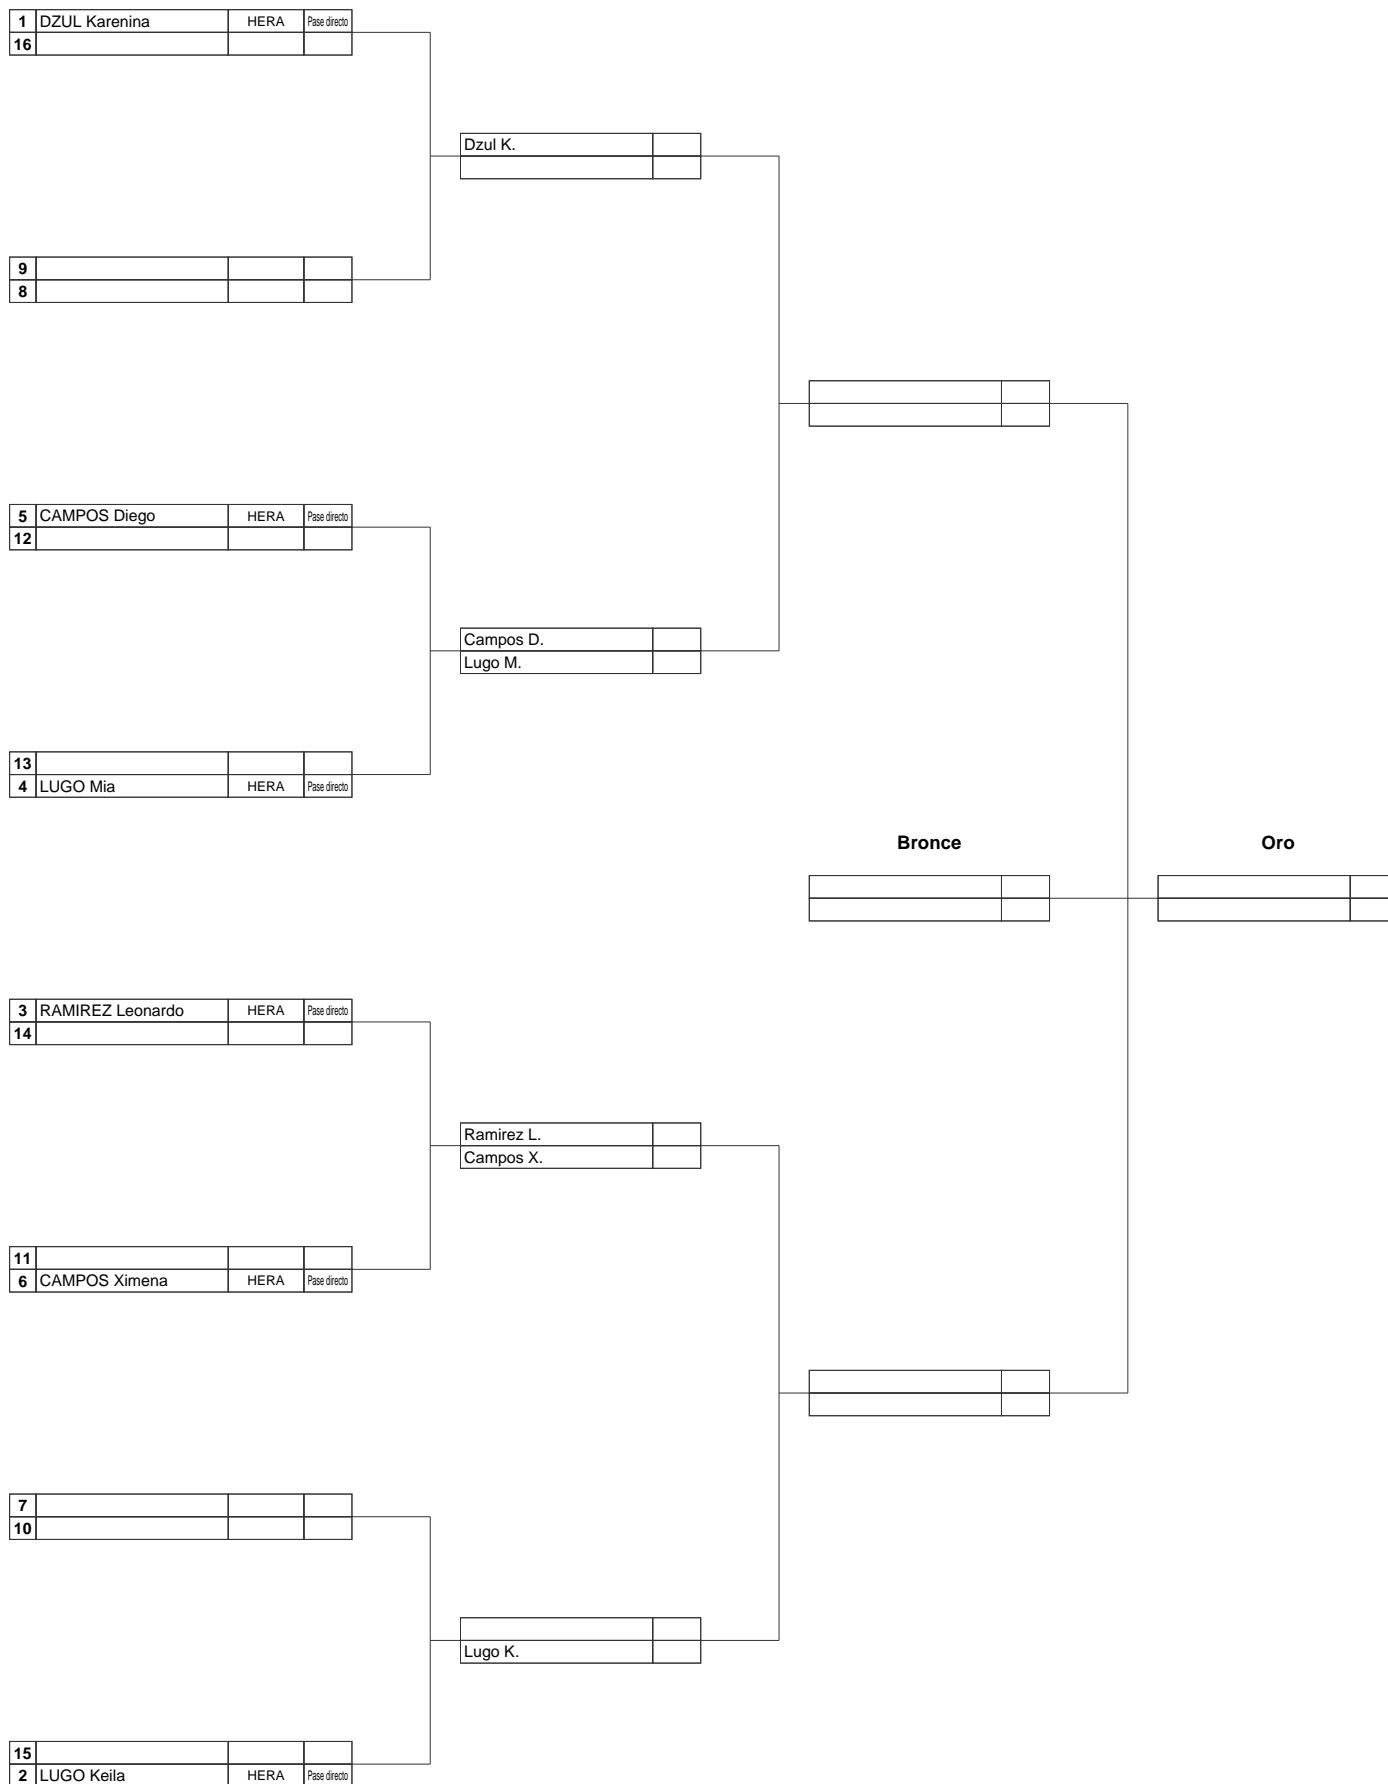 1 DZUL Karenina HERA Pase directo
16
Dzul K.
9
8
5 CAMPOS Diego HERA Pase directo
12
Campos D.
Lugo M.
13
4 LUGO Mia HERA Pase directo
Bronce Oro
3 RAMIREZ Leonardo HERA Pase directo
14
Ramirez L.
Campos X.
11
6 CAMPOS Ximena HERA Pase directo
7
10
Lugo K.
15
2 LUGO Keila HERA Pase directo